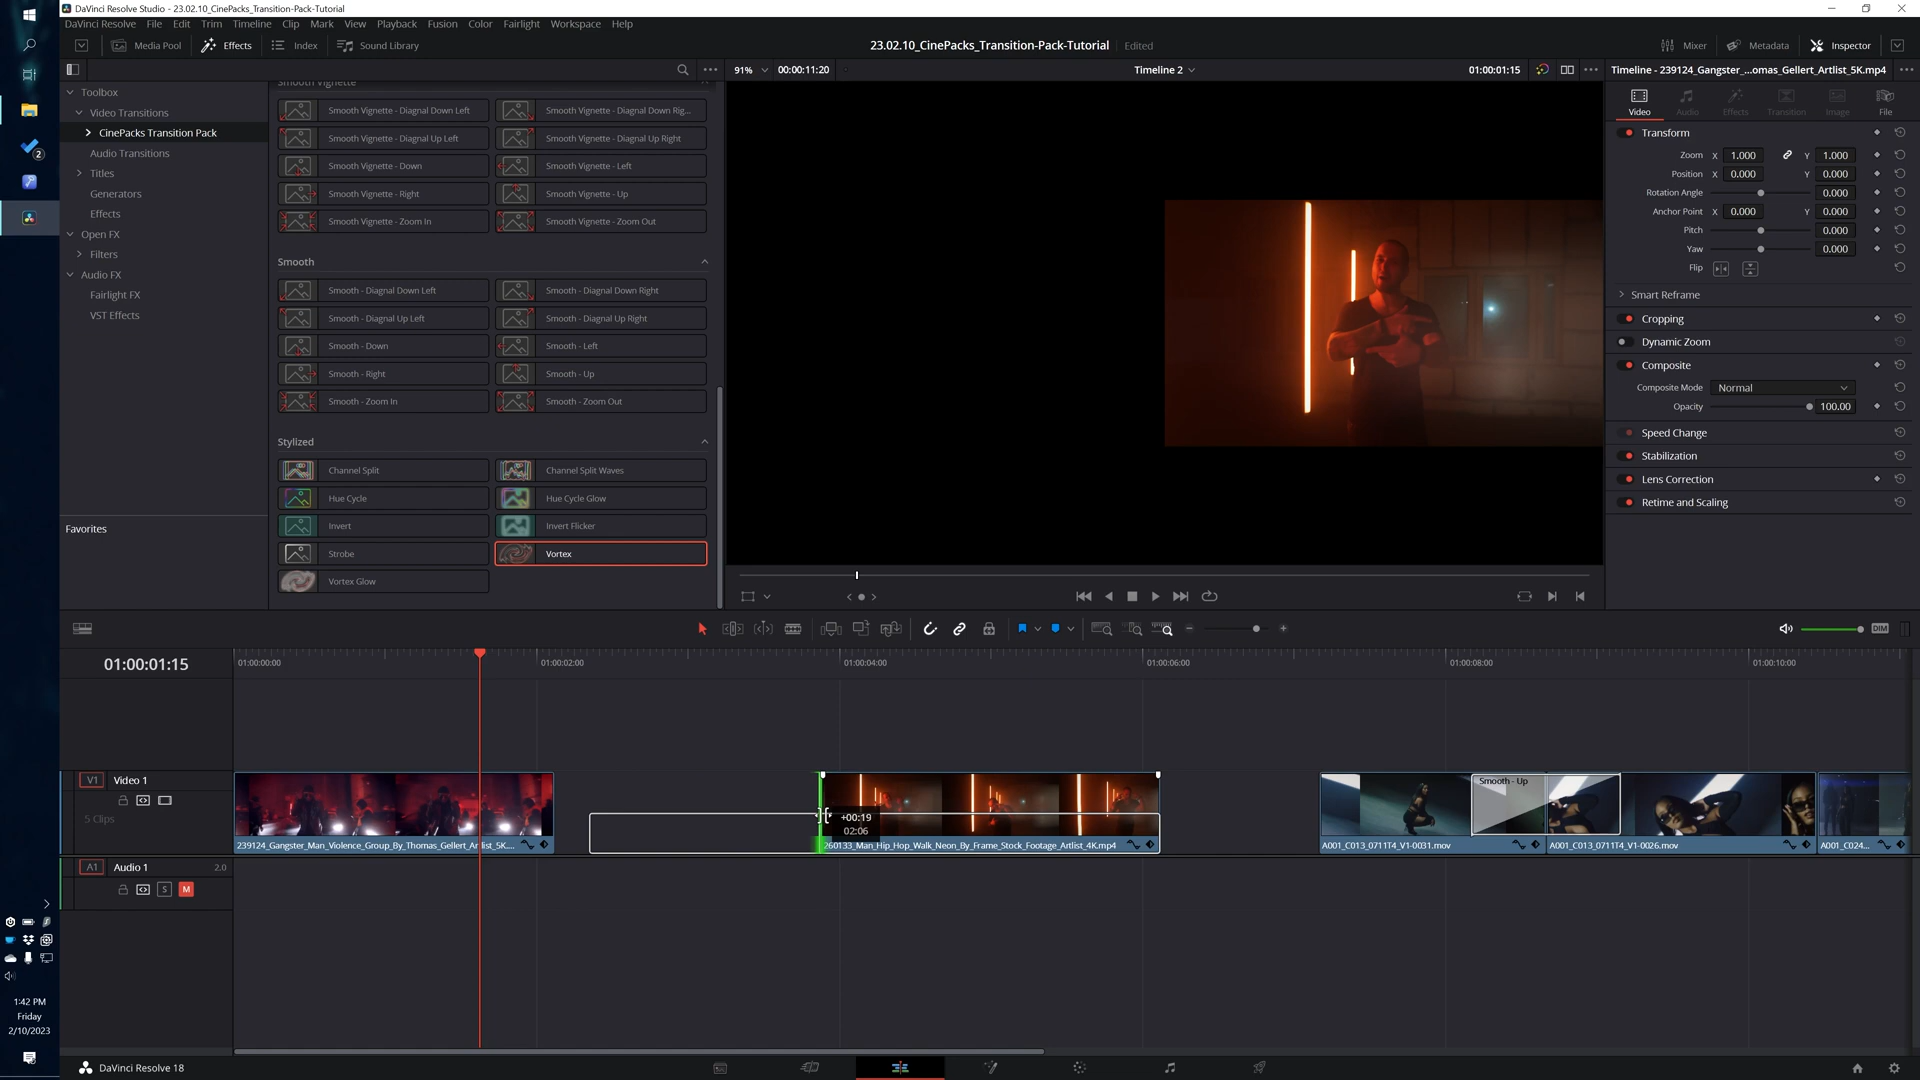 DaVinci Resolve Studio - 23.02.10_CinePacks_Transition-Pack-Tutorial
DaVinci Resolve File Edit Trim Timeline Clip Mark View Playback Fusion Color Fairlight Workspace Help
Media Pool Effects Index Sound Library 23.02.10_CinePacks_Transition-Pack-Tutorial Edited Mixer Metadata Inspector
91% 00:00:11:20 Timeline 2 01:00:01:15 Timeline - 239124_Gangster_...omas_Gellert_Artlist_5K.mp4
Toolbox
Video Transitions
CinePacks Transition Pack
Audio Transitions
Titles
Generators
Effects
Open FX
Filters
Audio FX
Fairlight FX
VST Effects
Favorites
Smooth Vignette
Smooth Vignette - Diagnal Down Left Smooth Vignette - Diagnal Down Rig...
Smooth Vignette - Diagnal Up Left Smooth Vignette - Diagnal Up Right
Smooth Vignette - Down Smooth Vignette - Left
Smooth Vignette - Right Smooth Vignette - Up
Smooth Vignette - Zoom In Smooth Vignette - Zoom Out
Smooth
Smooth - Diagnal Down Left Smooth - Diagnal Down Right
Smooth - Diagnal Up Left Smooth - Diagnal Up Right
Smooth - Down Smooth - Left
Smooth - Right Smooth - Up
Smooth - Zoom In Smooth - Zoom Out
Stylized
Channel Split Channel Split Waves
Hue Cycle Hue Cycle Glow
Invert Invert Flicker
Strobe Vortex
Vortex Glow
Video Audio Effects Transition Image File
Transform
Zoom X 1.000 Y 1.000
Position X 0.000 Y 0.000
Rotation Angle 0.000
Anchor Point X 0.000 Y 0.000
Pitch 0.000
Yaw 0.000
Flip
Smart Reframe
Cropping
Dynamic Zoom
Composite
Composite Mode Normal
Opacity 100.00
Speed Change
Stabilization
Lens Correction
Retime and Scaling
DIM
01:00:01:15 01:00:00:00 01:00:02:00 01:00:04:00 01:00:06:00 01:00:08:00 01:00:10:00
V1 Video 1
5 Clips
Smooth - Up
+00:19
02:06
239124_Gangster_Man_Violence_Group_By_Thomas_Gellert_Artlist_5K.... 260133_Man_Hip_Hop_Walk_Neon_By_Frame_Stock_Footage_Artlist_4K.mp4 A001_C013_0711T4_V1-0031.mov A001_C013_0711T4_V1-0026.mov A001_C024...
A1 Audio 1 2.0
S M
2
1:42 PM
Friday
2/10/2023
DaVinci Resolve 18